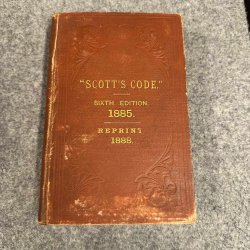 "SCOTT'S CODE."
SIXTH EDITION
1885.
REPRINT
1888.